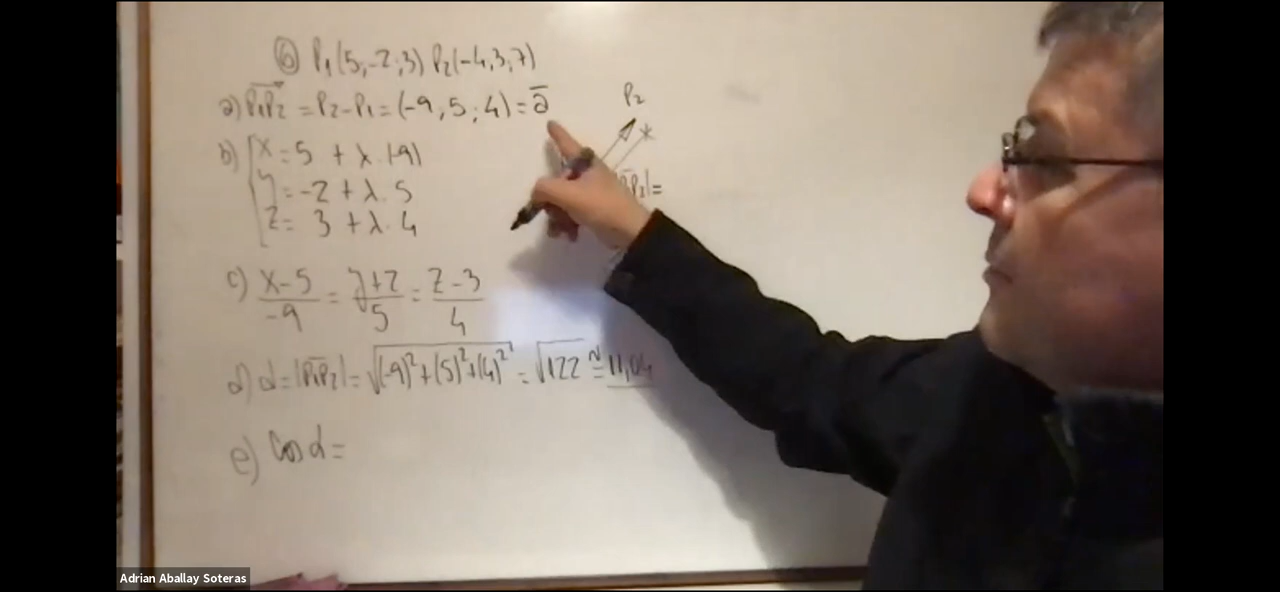 ⑥ P₁(5,-2,3) P₂(-4,3,7)
a) P₁P₂ = P₂-P₁ = (-9, 5, 4) = a
P₂
b) x = 5 + λ.(-9)
y = -2 + λ.5
z = 3 + λ.4
P₂|=
c) x-5/-9 = y+2/5 = z-3/4
d) d = |P₁P₂| = √(-9)²+(5)²+(4)² = √122 ≅ 11,04
e) Cos α =
Adrian Aballay Soteras